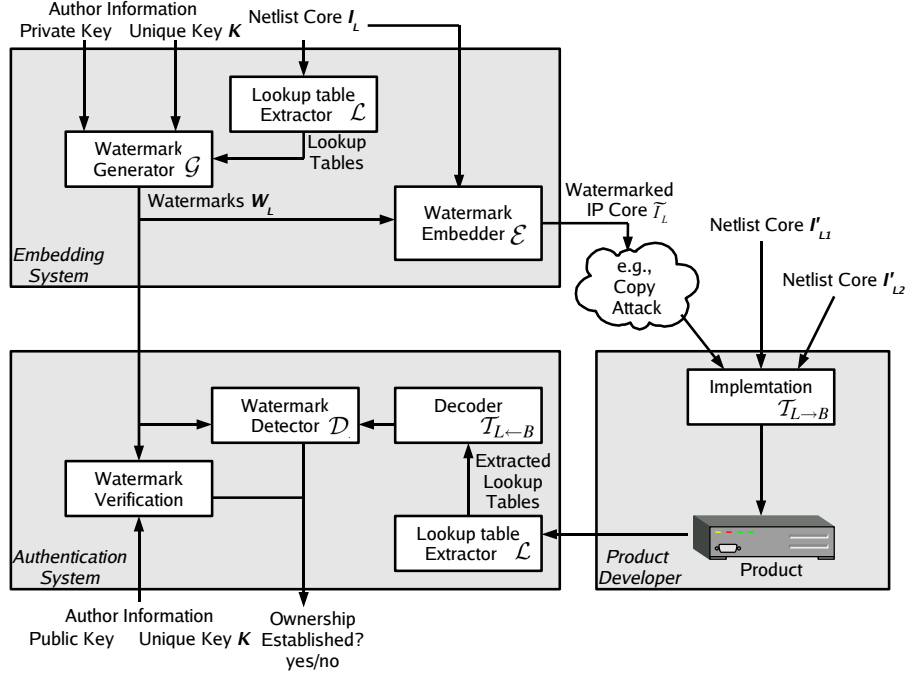 Author Information
Private Key Unique Key K
Netlist Core I_L
Lookup table
Extractor ℒ
Lookup
Tables
Watermark
Generator 𝒢
Watermarks W_L
Watermark
Embedder ℰ
Embedding
System
Watermarked
IP Core Ĩ_L
e.g.,
Copy
Attack
Netlist Core I'_L1
Netlist Core I'_L2
Implemtation
𝒯_L→B
Product
Product
Developer
Watermark
Detector 𝒟
Decoder
𝒯_L←B
Extracted
Lookup
Tables
Lookup table
Extractor ℒ
Watermark
Verification
Authentication
System
Author Information
Public Key Unique Key K
Ownership
Established?
yes/no